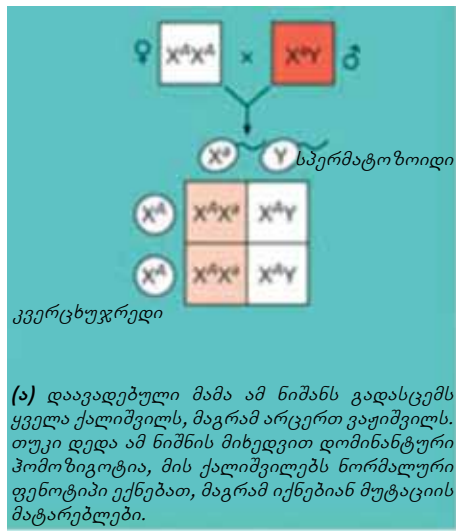 ♀ XᴬXᴬ × XᵃY ♂
Xᵃ Y სპერმატოზოიდი
Xᴬ XᴬXᵃ XᴬY
Xᴬ XᴬXᵃ XᴬY
კვერცხუჯრედი
(ა) დაავადებული მამა ამ ნიშანს გადასცემს
ყველა ქალიშვილს, მაგრამ არცერთ ვაჟიშვილს.
თუკი დედა ამ ნიშნის მიხედვით დომინანტური
ჰომოზიგოტია, მის ქალიშვილებს ნორმალური
ფენოტიპი ექნებათ, მაგრამ იქნებიან მუტაციის
მატარებლები.